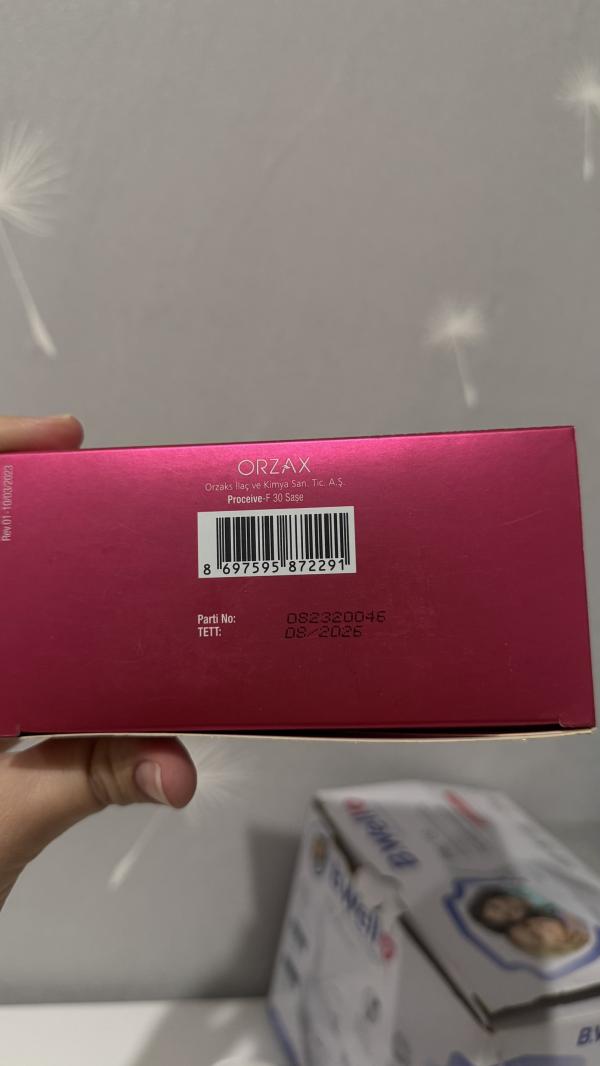 ORZAX
Orzaks İlaç ve Kimya San. Tic. A.Ş.
Proceive-F 30 Saşe
8 697595 872291
Parti No: 082320046
TETT: 08/2026
Rev 01-10/03/2023
B.Well
B.Well